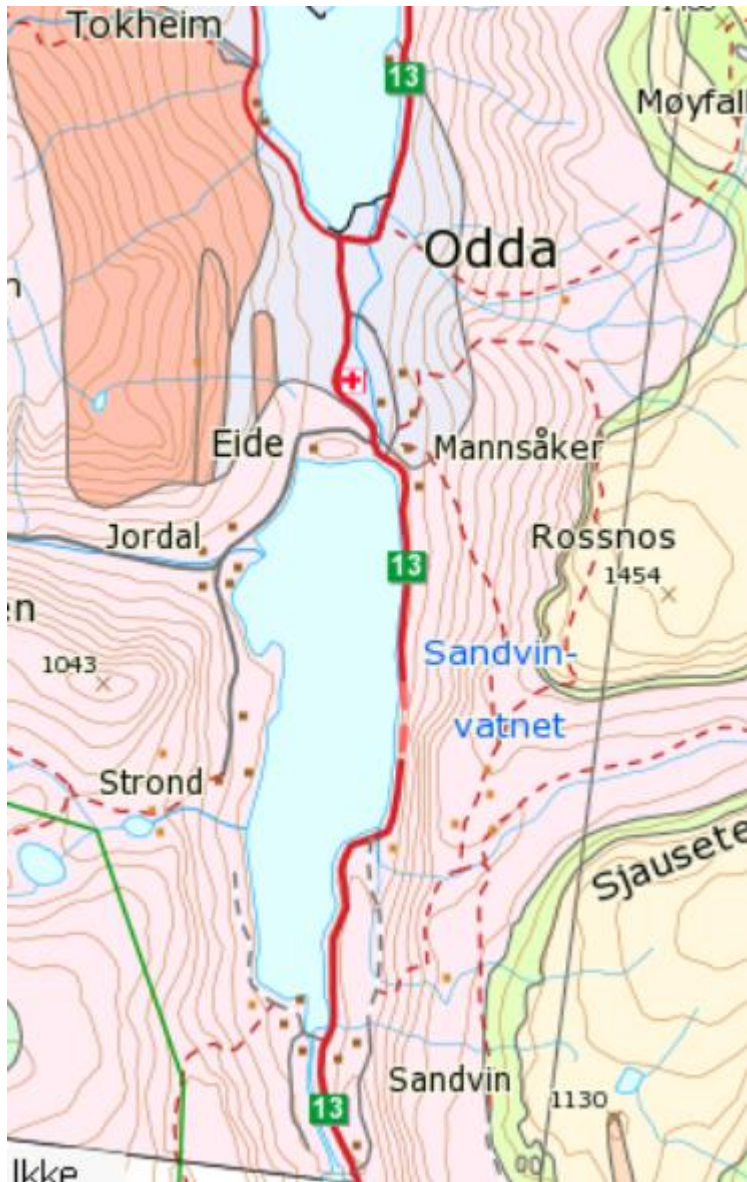 Tokheim
13
Møyfall
Odda
Eide
Mannsåker
Jordal
Rossnos
1454
13
en
1043
Sandvin-
vatnet
Strond
Sjausete
Sandvin
13
1130
Ikke